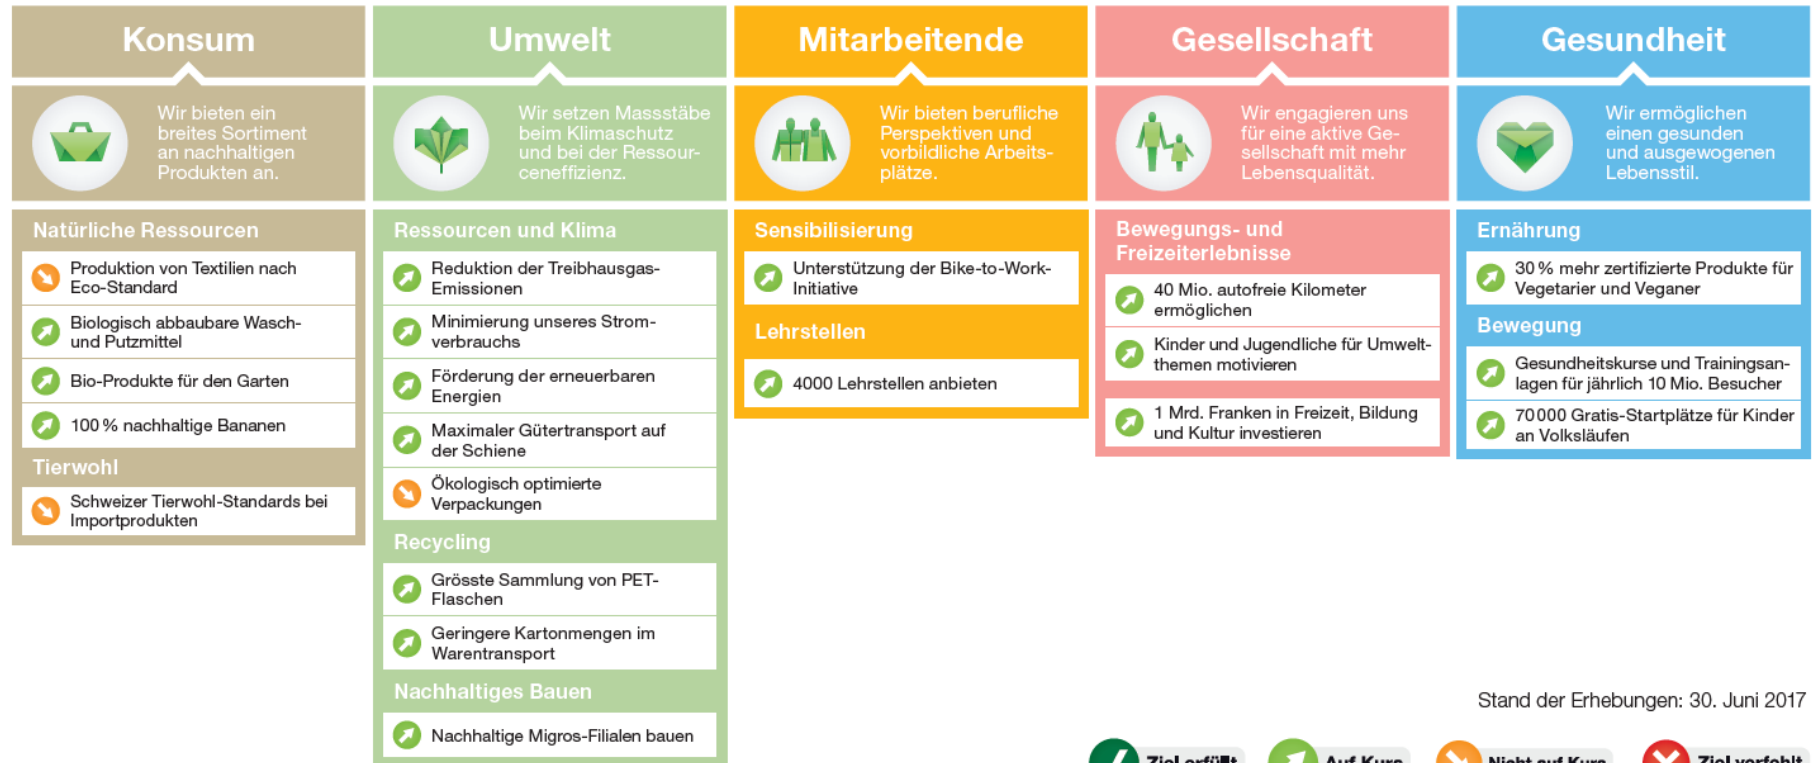 Konsum
Wir bieten ein
breites Sortiment
an nachhaltigen
Produkten an.
Natürliche Ressourcen
Produktion von Textilien nach
Eco-Standard
Biologisch abbaubare Wasch-
und Putzmittel
Bio-Produkte für den Garten
100 % nachhaltige Bananen
Tierwohl
Schweizer Tierwohl-Standards bei
Importprodukten
Umwelt
Wir setzen Massstäbe
beim Klimaschutz
und bei der Ressour-
ceneffizienz.
Ressourcen und Klima
Reduktion der Treibhausgas-
Emissionen
Minimierung unseres Strom-
verbrauchs
Förderung der erneuerbaren
Energien
Maximaler Gütertransport auf
der Schiene
Ökologisch optimierte
Verpackungen
Recycling
Grösste Sammlung von PET-
Flaschen
Geringere Kartonmengen im
Warentransport
Nachhaltiges Bauen
Nachhaltige Migros-Filialen bauen
Mitarbeitende
Wir bieten berufliche
Perspektiven und
vorbildliche Arbeits-
plätze.
Sensibilisierung
Unterstützung der Bike-to-Work-
Initiative
Lehrstellen
4000 Lehrstellen anbieten
Gesellschaft
Wir engagieren uns
für eine aktive Ge-
sellschaft mit mehr
Lebensqualität.
Bewegungs- und
Freizeiterlebnisse
40 Mio. autofreie Kilometer
ermöglichen
Kinder und Jugendliche für Umwelt-
themen motivieren
1 Mrd. Franken in Freizeit, Bildung
und Kultur investieren
Gesundheit
Wir ermöglichen
einen gesunden
und ausgewogenen
Lebensstil.
Ernährung
30 % mehr zertifizierte Produkte für
Vegetarier und Veganer
Bewegung
Gesundheitskurse und Trainingsan-
lagen für jährlich 10 Mio. Besucher
70 000 Gratis-Startplätze für Kinder
an Volksläufen
Stand der Erhebungen: 30. Juni 2017
Ziel erfüllt
Auf Kurs
Nicht auf Kurs
Ziel verfehlt